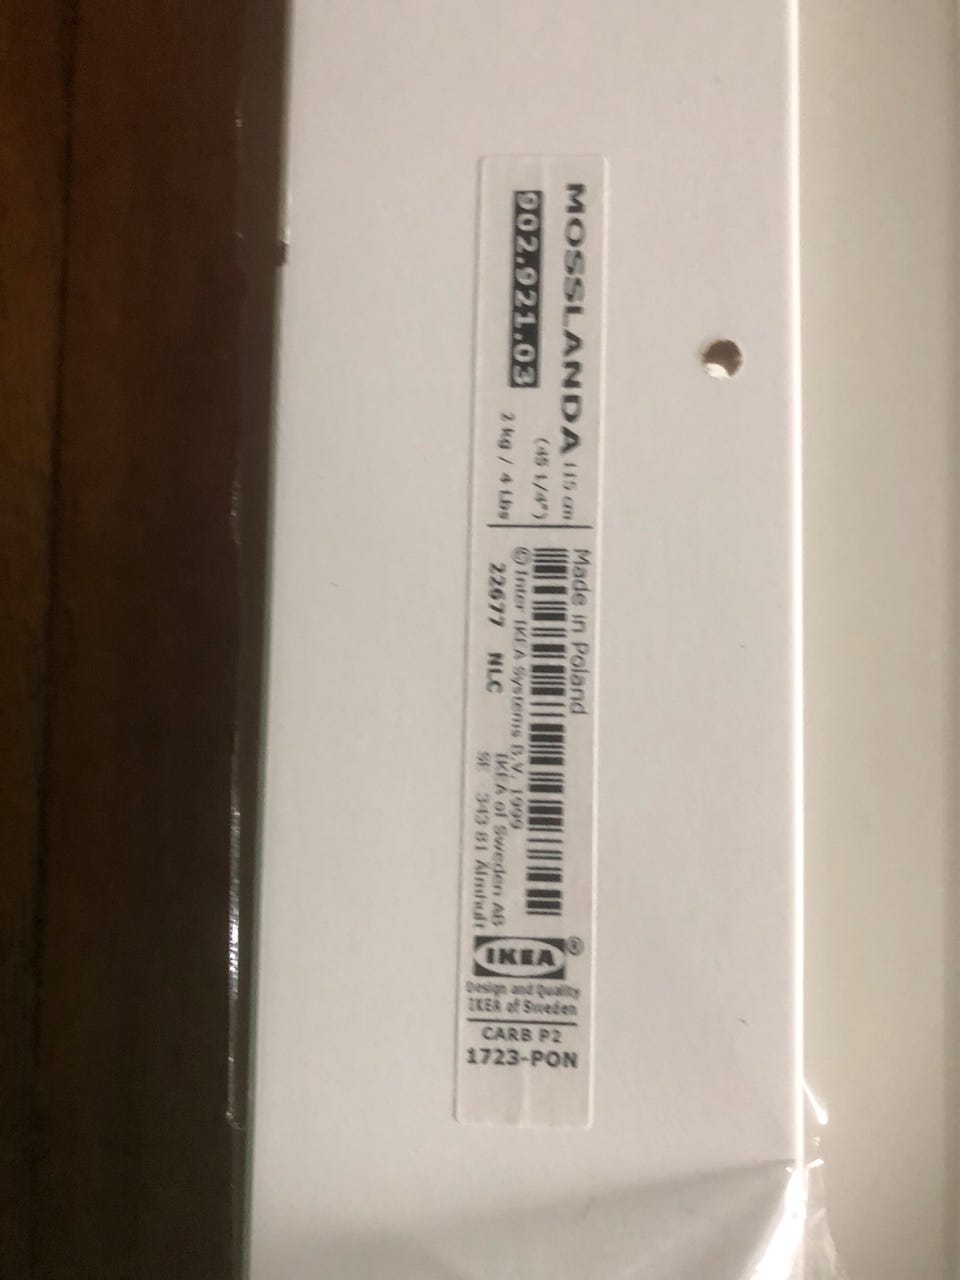 MOSSLANDA 115 cm
(45 1/4")
902.921.03
2 kg / 4 Lbs
Made in Poland
© Inter IKEA Systems B.V. 1999
22677 NLC
IKEA of Sweden AB
SE - 343 81 Älmhult
IKEA®
Design and Quality
IKEA of Sweden
CARB P2
1723-PON